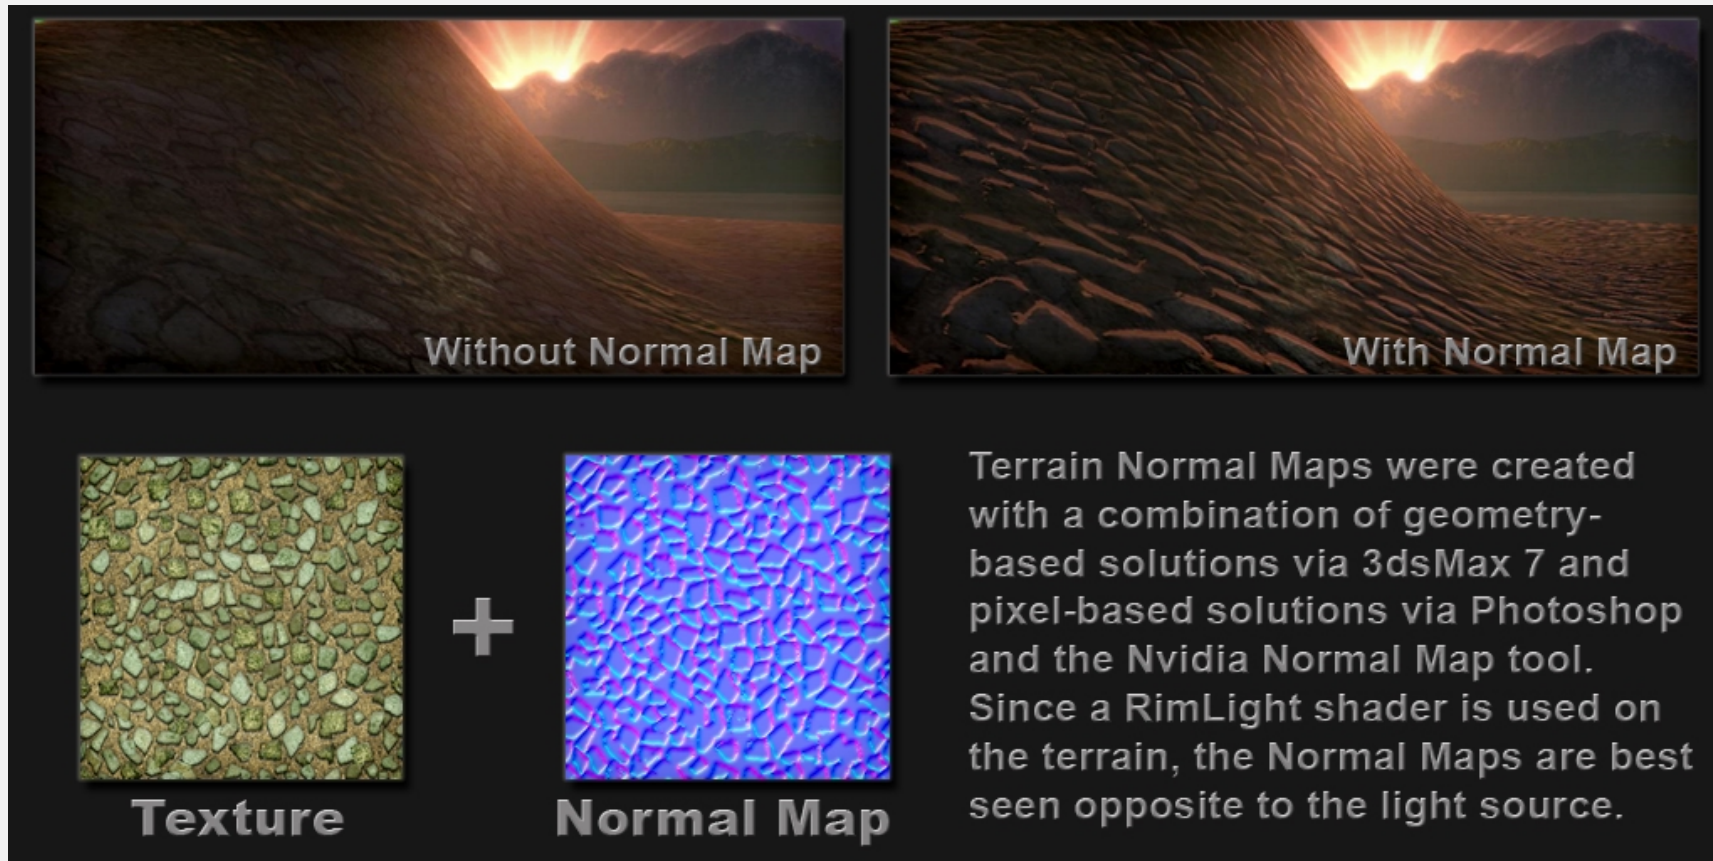 Without Normal Map
With Normal Map
Terrain Normal Maps were created
with a combination of geometry-
based solutions via 3dsMax 7 and
pixel-based solutions via Photoshop
and the Nvidia Normal Map tool.
Since a RimLight shader is used on
the terrain, the Normal Maps are best
seen opposite to the light source.
+
Texture
Normal Map